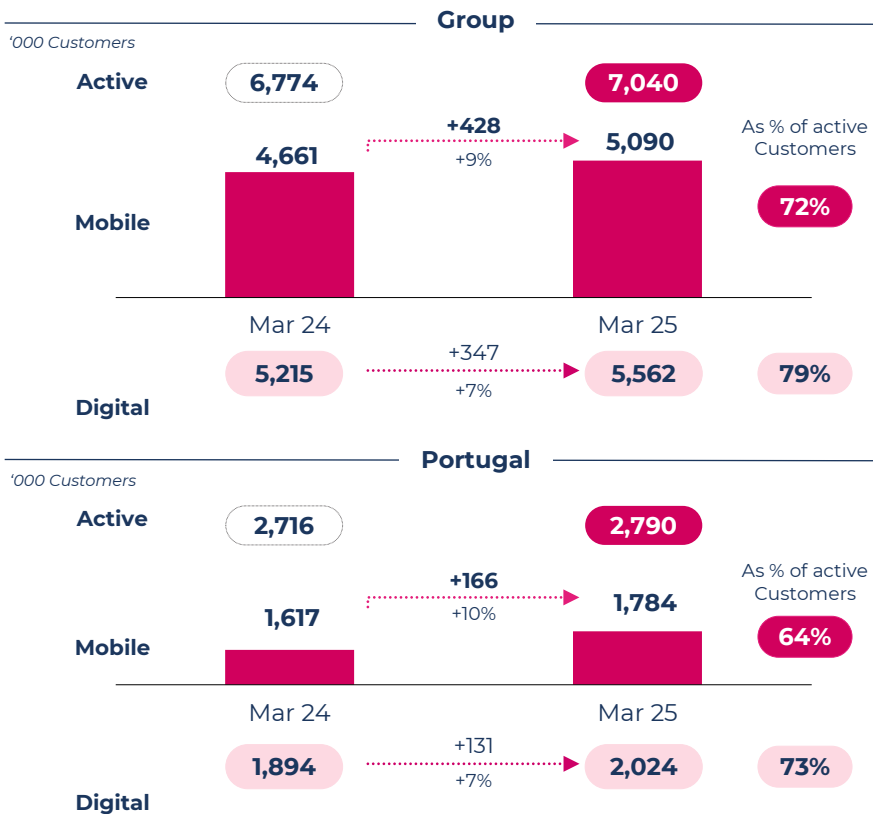 Group
‘000 Customers
Active
6,774
7,040
+428
+9%
4,661
5,090
As % of active
Customers
72%
Mobile
Mar 24
Mar 25
5,215
+347
+7%
5,562
79%
Digital
Portugal
‘000 Customers
Active
2,716
2,790
+166
+10%
1,617
1,784
As % of active
Customers
64%
Mobile
Mar 24
Mar 25
1,894
+131
+7%
2,024
73%
Digital